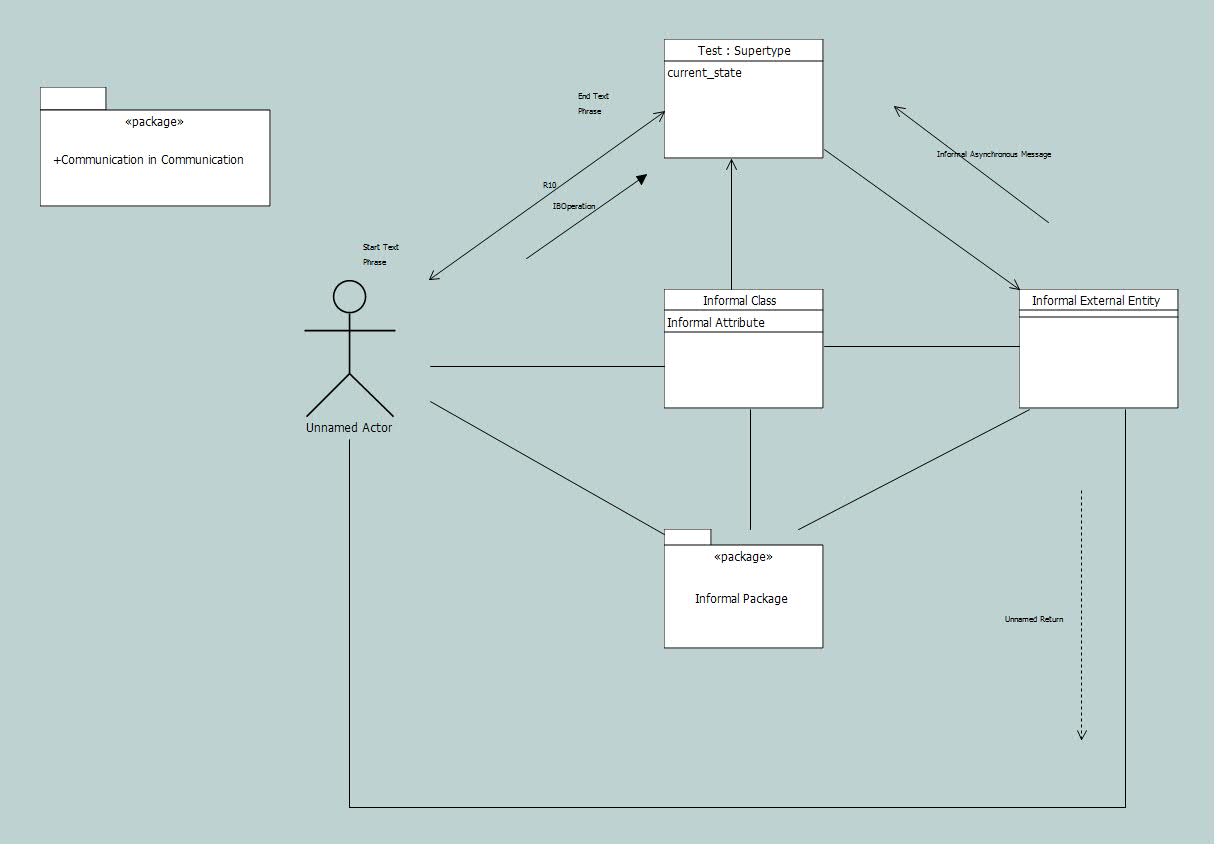 Test : Supertype
current_state
End Text
Phrase
«package»
+Communication in Communication
Informal Asynchronous Message
R10
IBOperation
Start Text
Phrase
Informal Class
Informal Attribute
Informal External Entity
Unnamed Actor
«package»
Informal Package
Unnamed Return